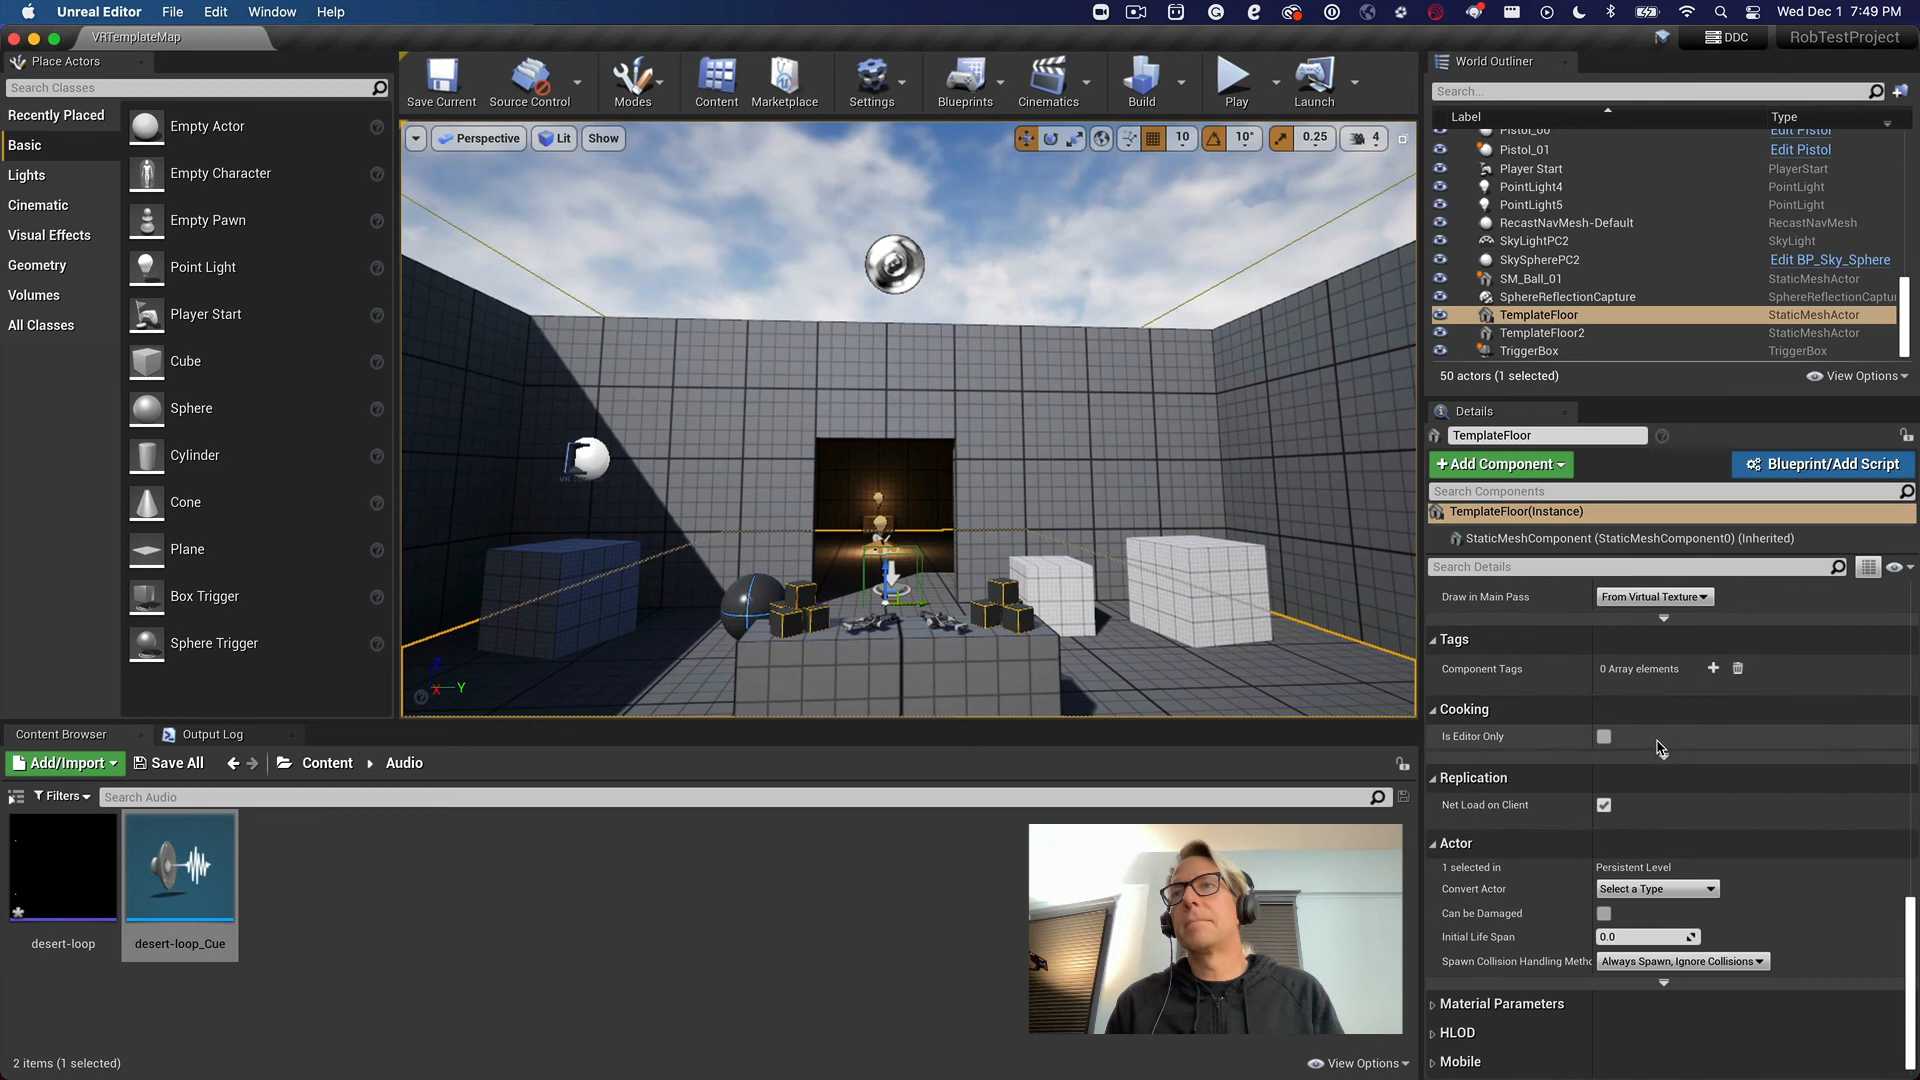 Unreal Editor File Edit Window Help
Wed Dec 1 7:49 PM
VRTemplateMap
DDC
RobTestProject
Place Actors
Search Classes
Recently Placed
Basic
Lights
Cinematic
Visual Effects
Geometry
Volumes
All Classes
Empty Actor
Empty Character
Empty Pawn
Point Light
Player Start
Cube
Sphere
Cylinder
Cone
Plane
Box Trigger
Sphere Trigger
Save Current
Source Control
Modes
Content
Marketplace
Settings
Blueprints
Cinematics
Build
Play
Launch
Perspective
Lit
Show
10
10°
0.25
4
Z
X
Y
World Outliner
Search...
Label Type
Pistol_00 Edit Pistol
Pistol_01 Edit Pistol
Player Start PlayerStart
PointLight4 PointLight
PointLight5 PointLight
RecastNavMesh-Default RecastNavMesh
SkyLightPC2 SkyLight
SkySpherePC2 Edit BP_Sky_Sphere
SM_Ball_01 StaticMeshActor
SphereReflectionCapture SphereReflectionCaptur
TemplateFloor StaticMeshActor
TemplateFloor2 StaticMeshActor
TriggerBox TriggerBox
50 actors (1 selected) View Options
Details
TemplateFloor
+Add Component
Blueprint/Add Script
Search Components
TemplateFloor(Instance)
StaticMeshComponent (StaticMeshComponent0) (Inherited)
Search Details
Draw in Main Pass From Virtual Texture
Tags
Component Tags 0 Array elements
Cooking
Is Editor Only
Replication
Net Load on Client
Actor
1 selected in Persistent Level
Convert Actor Select a Type
Can be Damaged
Initial Life Span 0.0
Spawn Collision Handling Metho Always Spawn, Ignore Collisions
Material Parameters
HLOD
Mobile
Content Browser
Output Log
Add/Import
Save All
Content
Audio
Filters
Search Audio
desert-loop
desert-loop_Cue
2 items (1 selected)
View Options